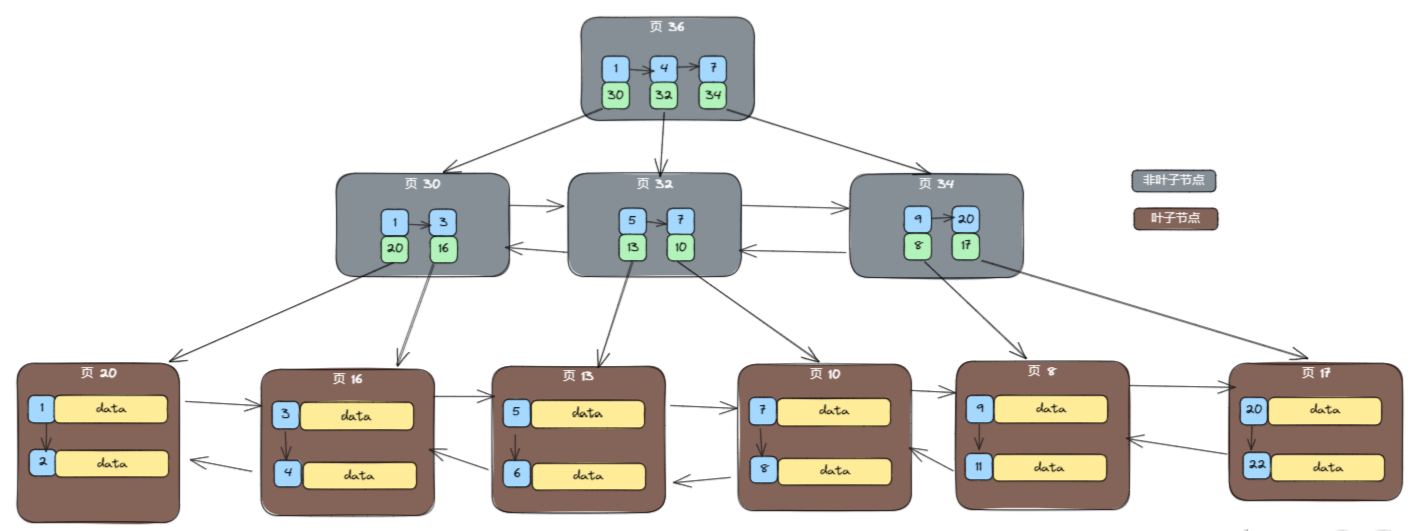 页 36
1 4 7
30 32 34
页 30
1 3
20 16
页 32
5 7
13 10
页 34
9 20
8 17
非叶子节点
叶子节点
页 20
1 data
2 data
页 16
3 data
4 data
页 13
5 data
6 data
页 10
7 data
8 data
页 8
9 data
11 data
页 17
20 data
22 data